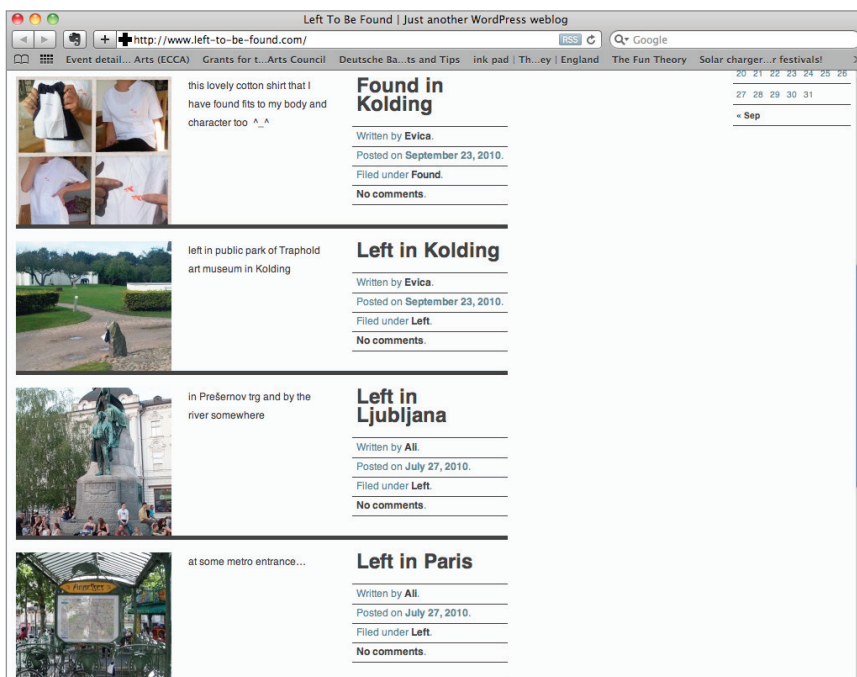 Left To Be Found | Just another WordPress weblog
http://www.left-to-be-found.com/
RSS
Google
Event detail... Arts (ECCA) Grants for t...Arts Council Deutsche Ba...ts and Tips ink pad | Th...ey | England The Fun Theory Solar charger...r festivals!
this lovely cotton shirt that I
have found fits to my body and
character too ^_^
Found in
Kolding
Written by Evica.
Posted on September 23, 2010.
Filed under Found.
No comments.
20 21 22 23 24 25 26
27 28 29 30 31
« Sep
left in public park of Traphold
art museum in Kolding
Left in Kolding
Written by Evica.
Posted on September 23, 2010.
Filed under Left.
No comments.
in Prešernov trg and by the
river somewhere
Left in
Ljubljana
Written by Ali.
Posted on July 27, 2010.
Filed under Left.
No comments.
at some metro entrance...
Left in Paris
Written by Ali.
Posted on July 27, 2010.
Filed under Left.
No comments.